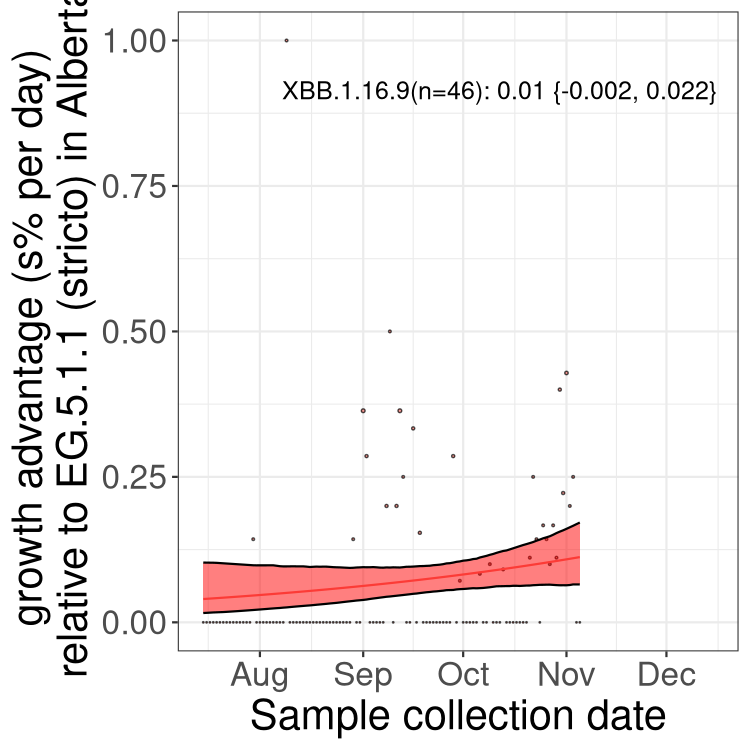 growth advantage (s% per day)
relative to EG.5.1.1 (stricto) in Alberta
1.00
0.75
0.50
0.25
0.00
XBB.1.16.9(n=46): 0.01 {-0.002, 0.022}
Aug Sep Oct Nov Dec
Sample collection date